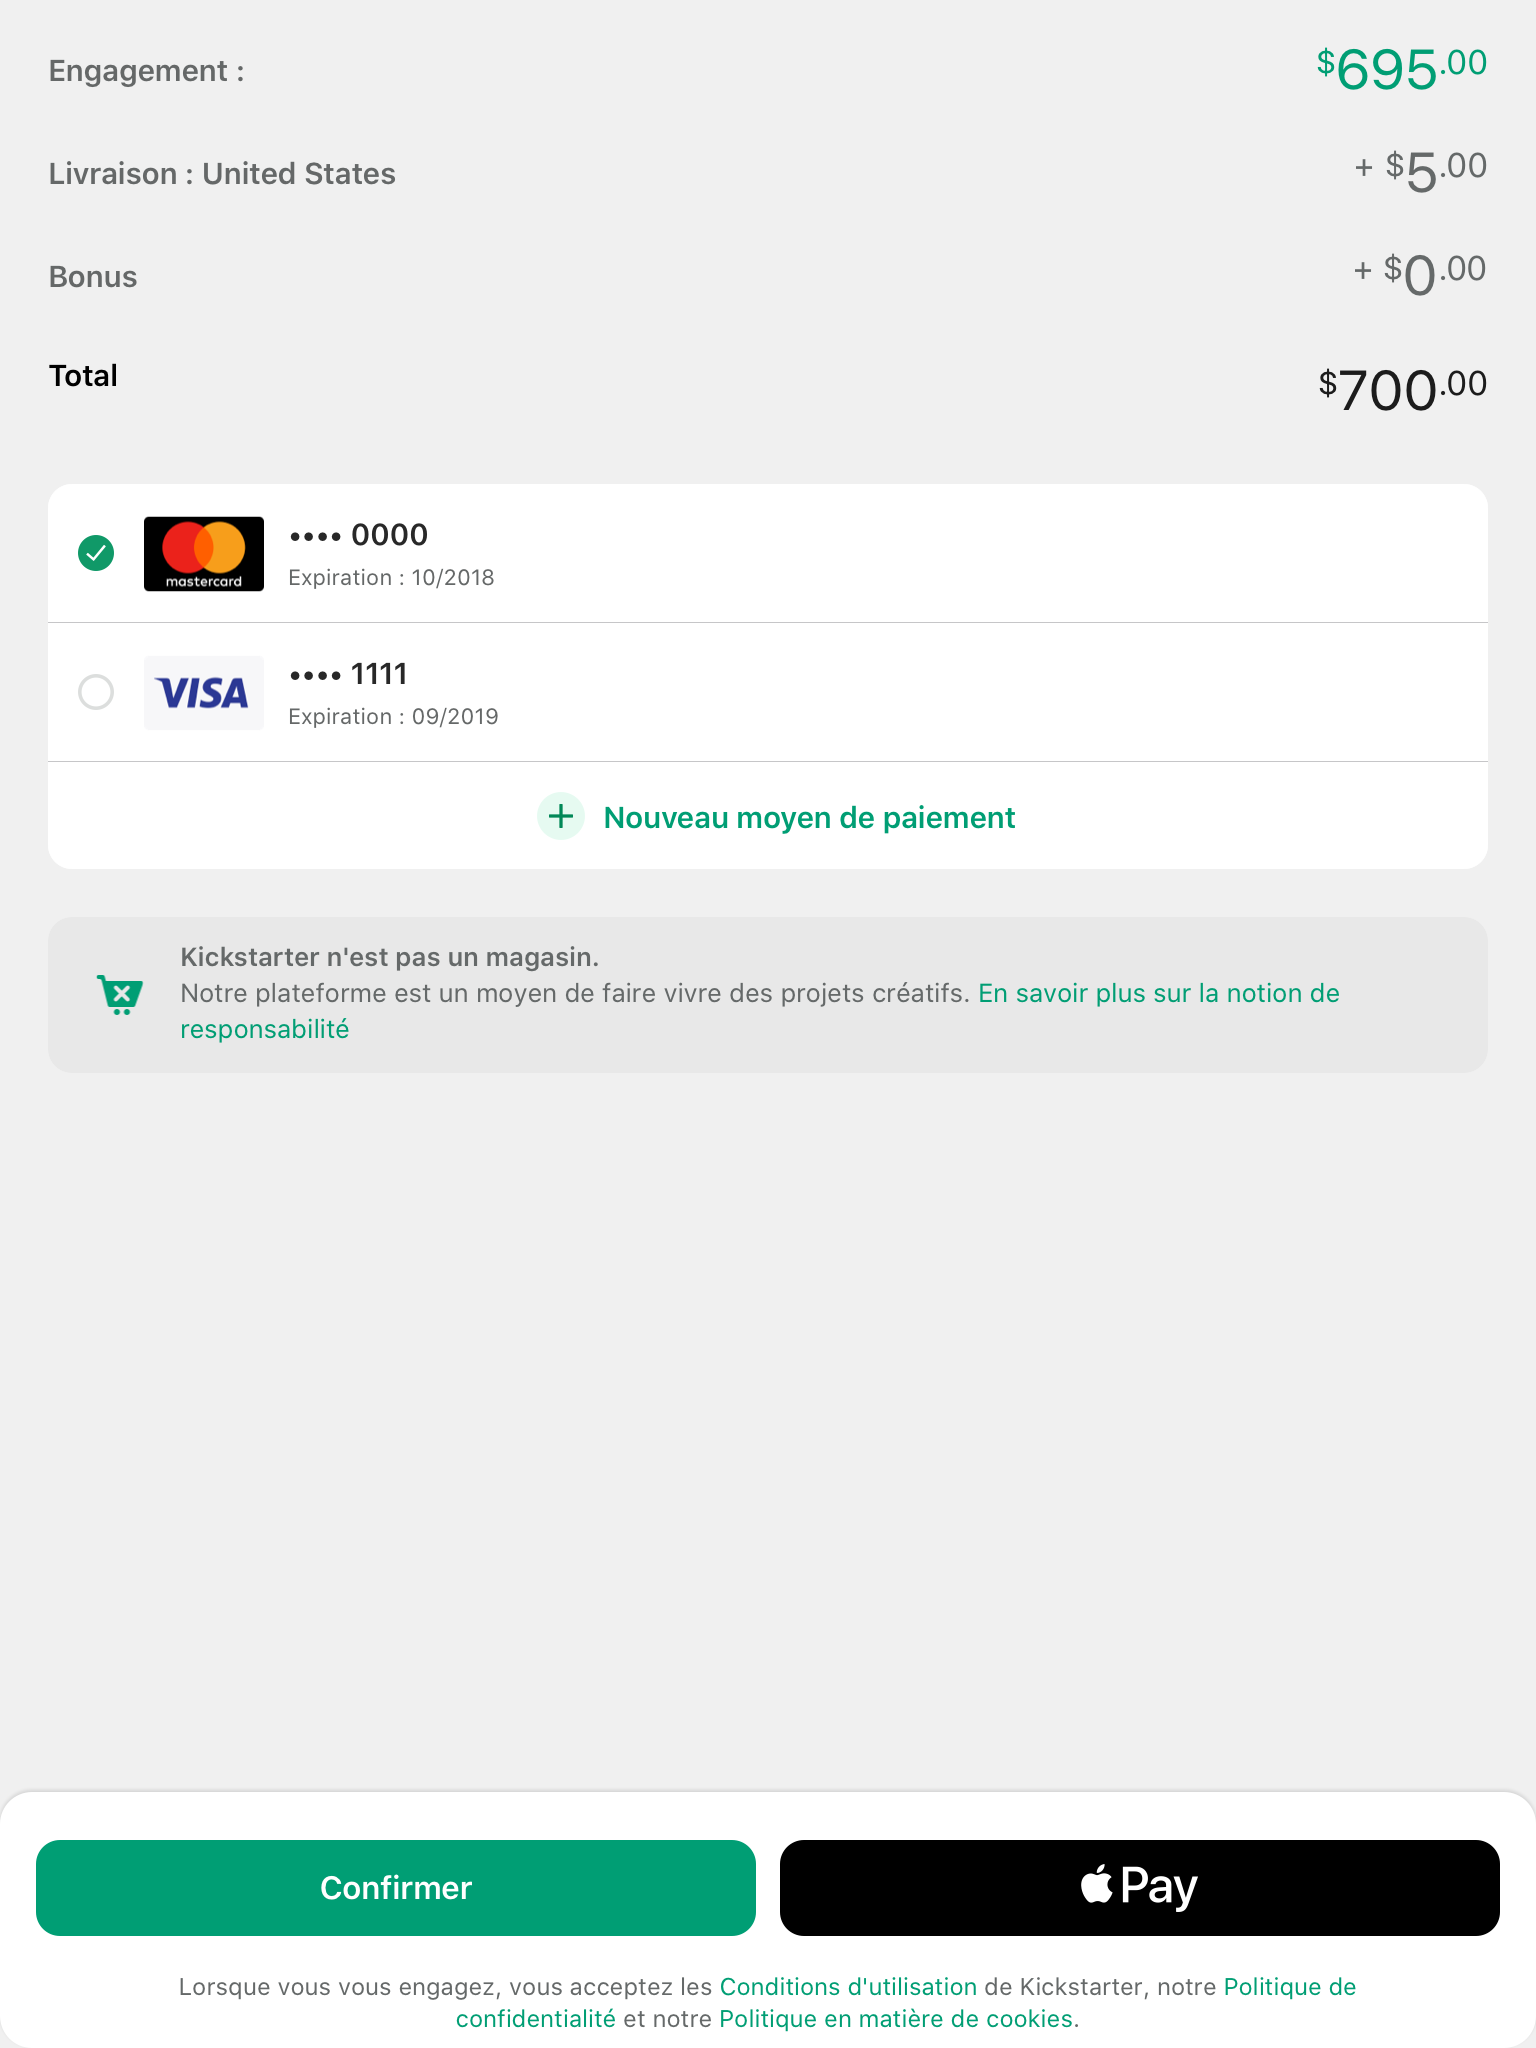 Engagement : $695.00
Livraison : United States + $5.00
Bonus + $0.00
Total $700.00
mastercard
•••• 0000
Expiration : 10/2018
VISA
•••• 1111
Expiration : 09/2019
Nouveau moyen de paiement
Kickstarter n'est pas un magasin.
Notre plateforme est un moyen de faire vivre des projets créatifs. En savoir plus sur la notion de
responsabilité
Confirmer
Pay
Lorsque vous vous engagez, vous acceptez les Conditions d'utilisation de Kickstarter, notre Politique de
confidentialité et notre Politique en matière de cookies.